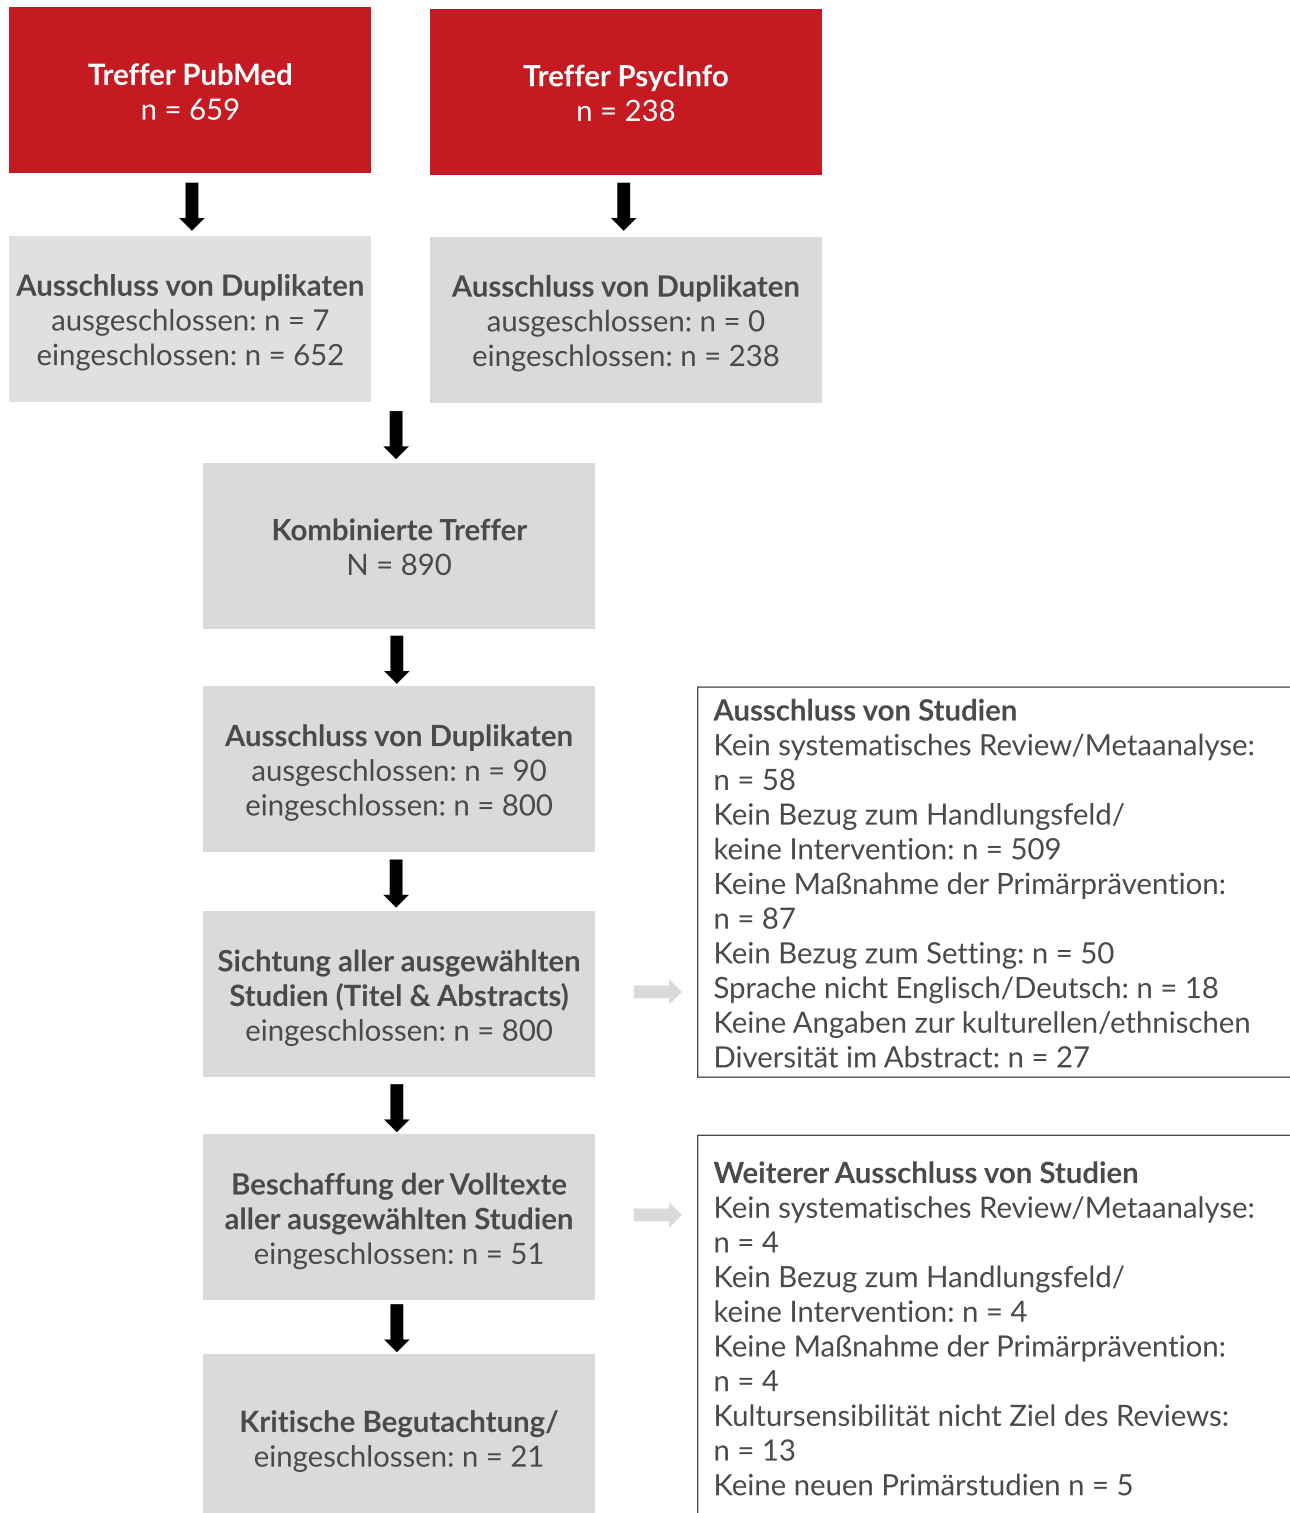 Treffer PubMed
n = 659
Treffer PsycInfo
n = 238
Ausschluss von Duplikaten
ausgeschlossen: n = 7
eingeschlossen: n = 652
Ausschluss von Duplikaten
ausgeschlossen: n = 0
eingeschlossen: n = 238
Kombinierte Treffer
N = 890
Ausschluss von Duplikaten
ausgeschlossen: n = 90
eingeschlossen: n = 800
Sichtung aller ausgewählten
Studien (Titel & Abstracts)
eingeschlossen: n = 800
Ausschluss von Studien
Kein systematisches Review/Metaanalyse:
n = 58
Kein Bezug zum Handlungsfeld/
keine Intervention: n = 509
Keine Maßnahme der Primärprävention:
n = 87
Kein Bezug zum Setting: n = 50
Sprache nicht Englisch/Deutsch: n = 18
Keine Angaben zur kulturellen/ethnischen
Diversität im Abstract: n = 27
Beschaffung der Volltexte
aller ausgewählten Studien
eingeschlossen: n = 51
Weiterer Ausschluss von Studien
Kein systematisches Review/Metaanalyse:
n = 4
Kein Bezug zum Handlungsfeld/
keine Intervention: n = 4
Keine Maßnahme der Primärprävention:
n = 4
Kultursensibilität nicht Ziel des Reviews:
n = 13
Keine neuen Primärstudien n = 5
Kritische Begutachtung/
eingeschlossen: n = 21